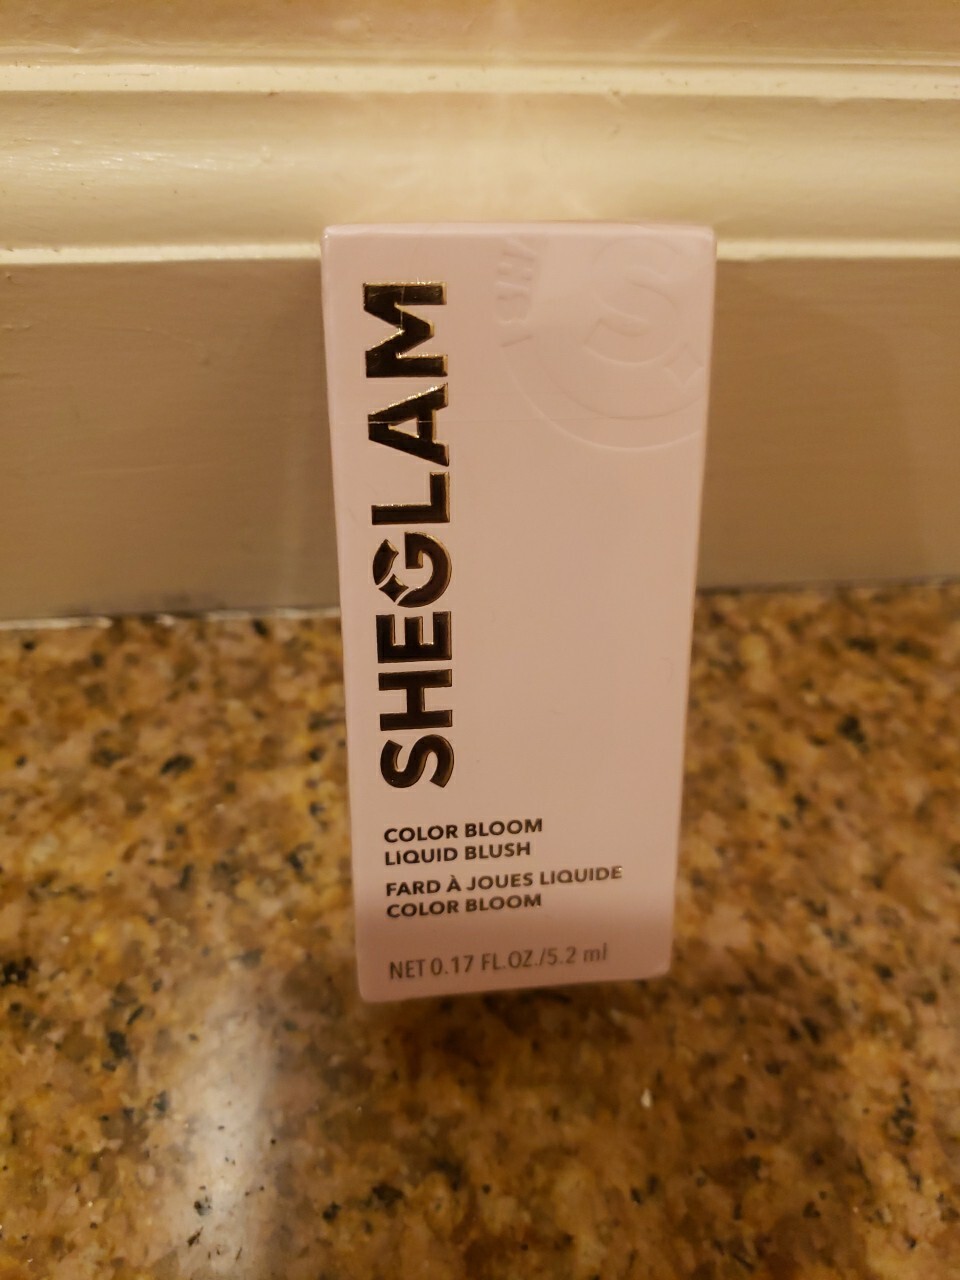 SHEGLAM
COLOR BLOOM
LIQUID BLUSH
FARD À JOUES LIQUIDE
COLOR BLOOM
NET 0.17 FL.OZ./5.2 ml